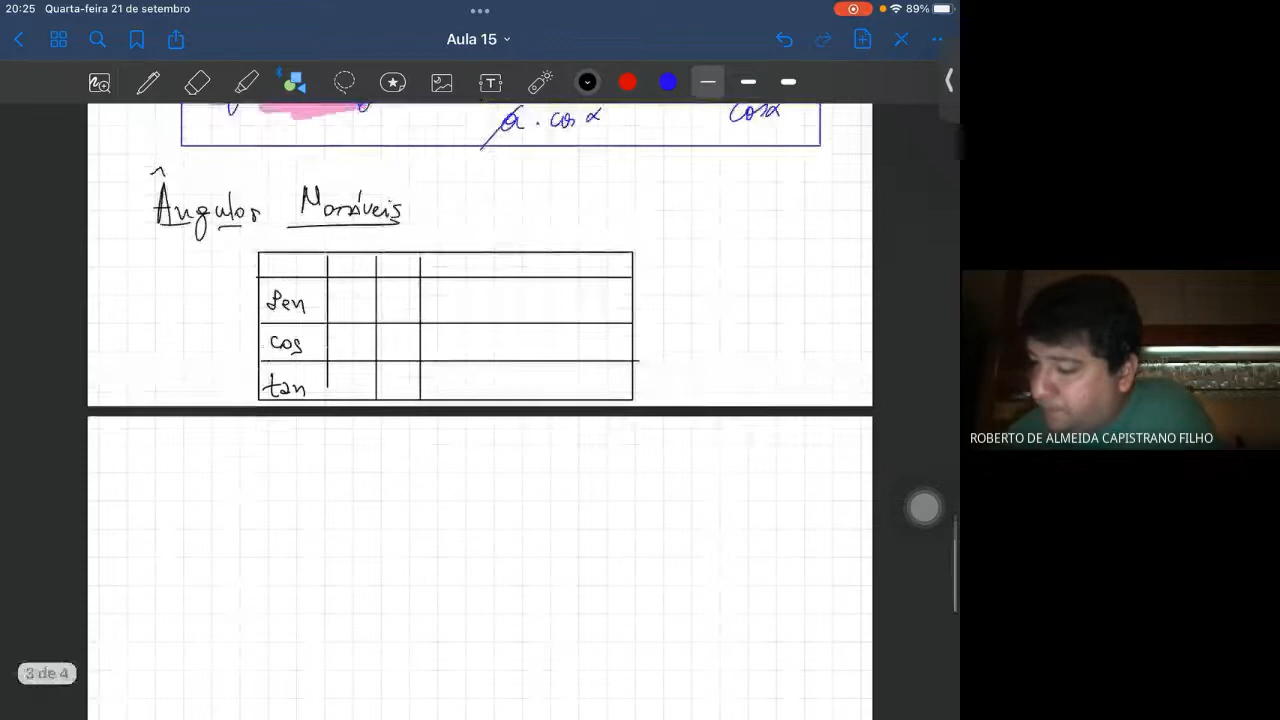 20:25 Quarta-feira 21 de setembro
89%
Aula 15
a . cos α
cos α
Ângulos Notáveis
Sen
cos
tan
ROBERTO DE ALMEIDA CAPISTRANO FILHO
3 de 4